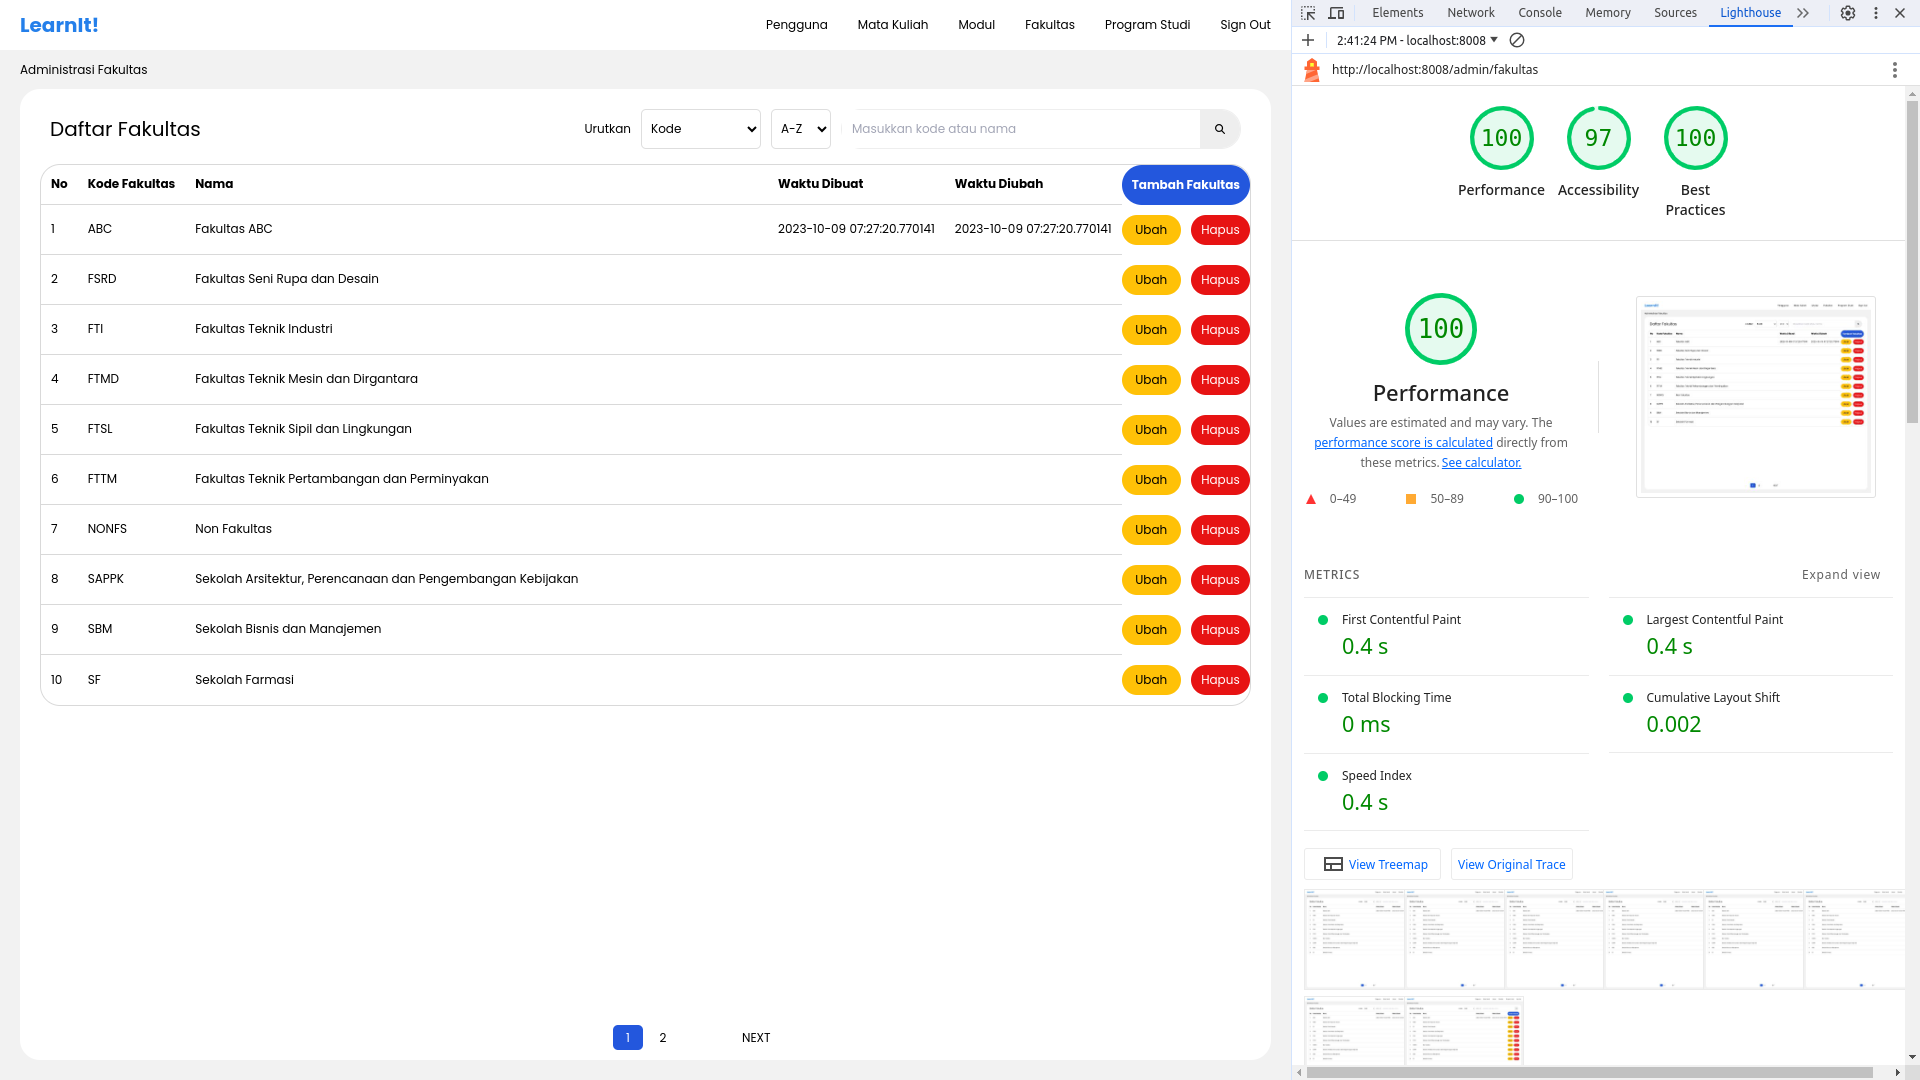 LearnIt!
Pengguna Mata Kuliah Modul Fakultas Program Studi Sign Out
Administrasi Fakultas
Daftar Fakultas Urutkan Kode A-Z Masukkan kode atau nama
No Kode Fakultas Nama Waktu Dibuat Waktu Diubah Tambah Fakultas
1 ABC Fakultas ABC 2023-10-09 07:27:20.770141 2023-10-09 07:27:20.770141 Ubah Hapus
2 FSRD Fakultas Seni Rupa dan Desain Ubah Hapus
3 FTI Fakultas Teknik Industri Ubah Hapus
4 FTMD Fakultas Teknik Mesin dan Dirgantara Ubah Hapus
5 FTSL Fakultas Teknik Sipil dan Lingkungan Ubah Hapus
6 FTTM Fakultas Teknik Pertambangan dan Perminyakan Ubah Hapus
7 NONFS Non Fakultas Ubah Hapus
8 SAPPK Sekolah Arsitektur, Perencanaan dan Pengembangan Kebijakan Ubah Hapus
9 SBM Sekolah Bisnis dan Manajemen Ubah Hapus
10 SF Sekolah Farmasi Ubah Hapus
1 2 NEXT
Elements Network Console Memory Sources Lighthouse
2:41:24 PM - localhost:8008
http://localhost:8008/admin/fakultas
100 97 100
Performance Accessibility Best
Practices
100
Performance
Values are estimated and may vary. The
performance score is calculated directly from
these metrics. See calculator.
0–49 50–89 90–100
METRICS Expand view
First Contentful Paint Largest Contentful Paint
0.4 s 0.4 s
Total Blocking Time Cumulative Layout Shift
0 ms 0.002
Speed Index
0.4 s
View Treemap View Original Trace